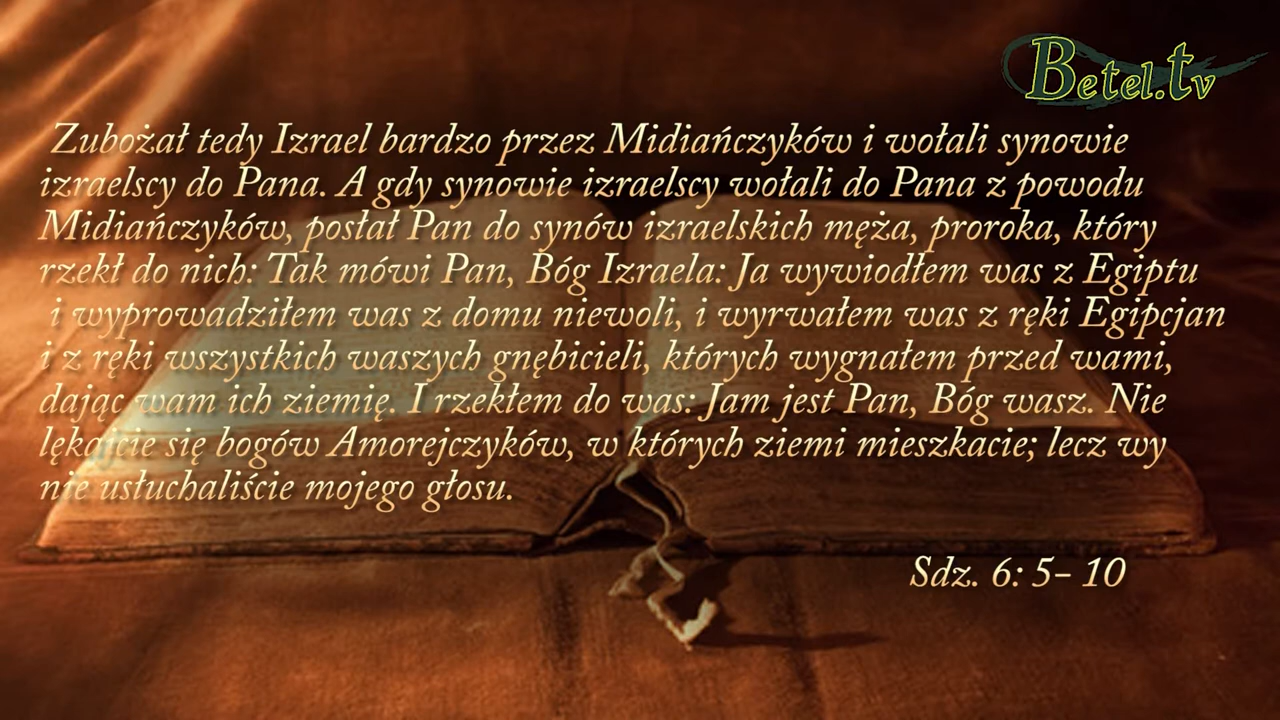 Betel.tv
Zubożał tedy Izrael bardzo przez Midiańczyków i wołali synowie
izraelscy do Pana. A gdy synowie izraelscy wołali do Pana z powodu
Midiańczyków, posłał Pan do synów izraelskich męża, proroka, który
rzekł do nich: Tak mówi Pan, Bóg Izraela: Ja wywiodłem was z Egiptu
i wyprowadziłem was z domu niewoli, i wyrwałem was z ręki Egipcjan
i z ręki wszystkich waszych gnębicieli, których wygnałem przed wami,
dając wam ich ziemię. I rzekłem do was: Jam jest Pan, Bóg wasz. Nie
lękajcie się bogów Amorejczyków, w których ziemi mieszkacie; lecz wy
nie usłuchaliście mojego głosu.
Sdz. 6: 5– 10